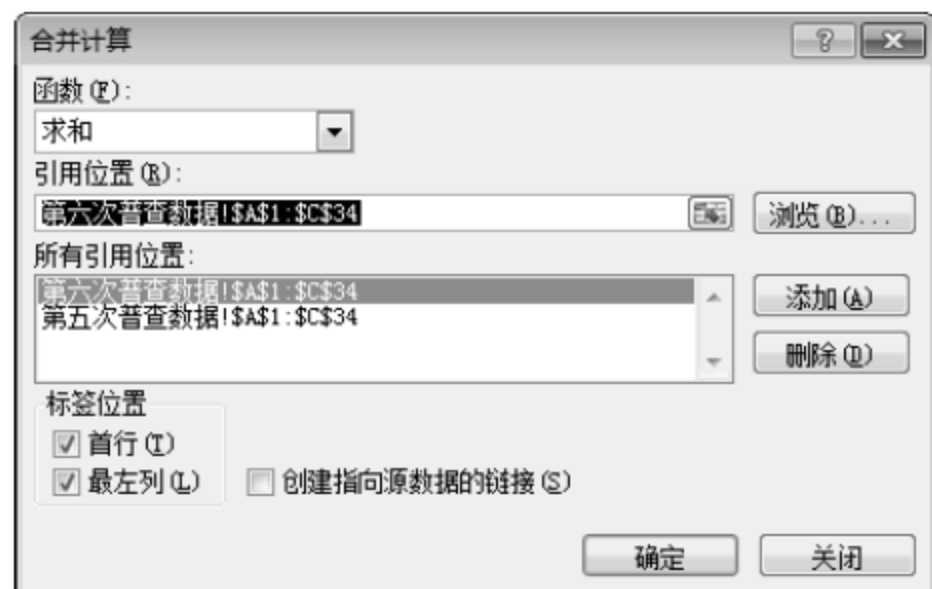 合并计算
函数(F):
求和
引用位置(R):
第六次普查数据!$A$1:$C$34
浏览(B)...
所有引用位置:
第六次普查数据!$A$1:$C$34
第五次普查数据!$A$1:$C$34
添加(A)
删除(D)
标签位置
首行(T)
最左列(L)
创建指向源数据的链接(S)
确定
关闭